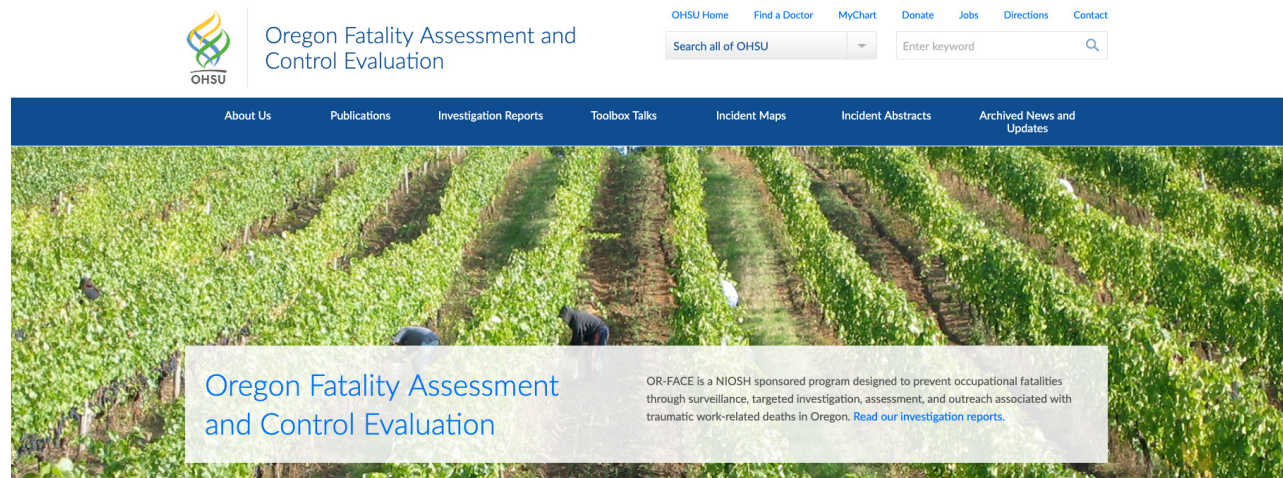 OHSU
Oregon Fatality Assessment and
Control Evaluation
OHSU Home Find a Doctor MyChart Donate Jobs Directions Contact
Search all of OHSU
Enter keyword
About Us Publications Investigation Reports Toolbox Talks Incident Maps Incident Abstracts Archived News and
Updates
Oregon Fatality Assessment
and Control Evaluation
OR-FACE is a NIOSH sponsored program designed to prevent occupational fatalities
through surveillance, targeted investigation, assessment, and outreach associated with
traumatic work-related deaths in Oregon. Read our investigation reports.